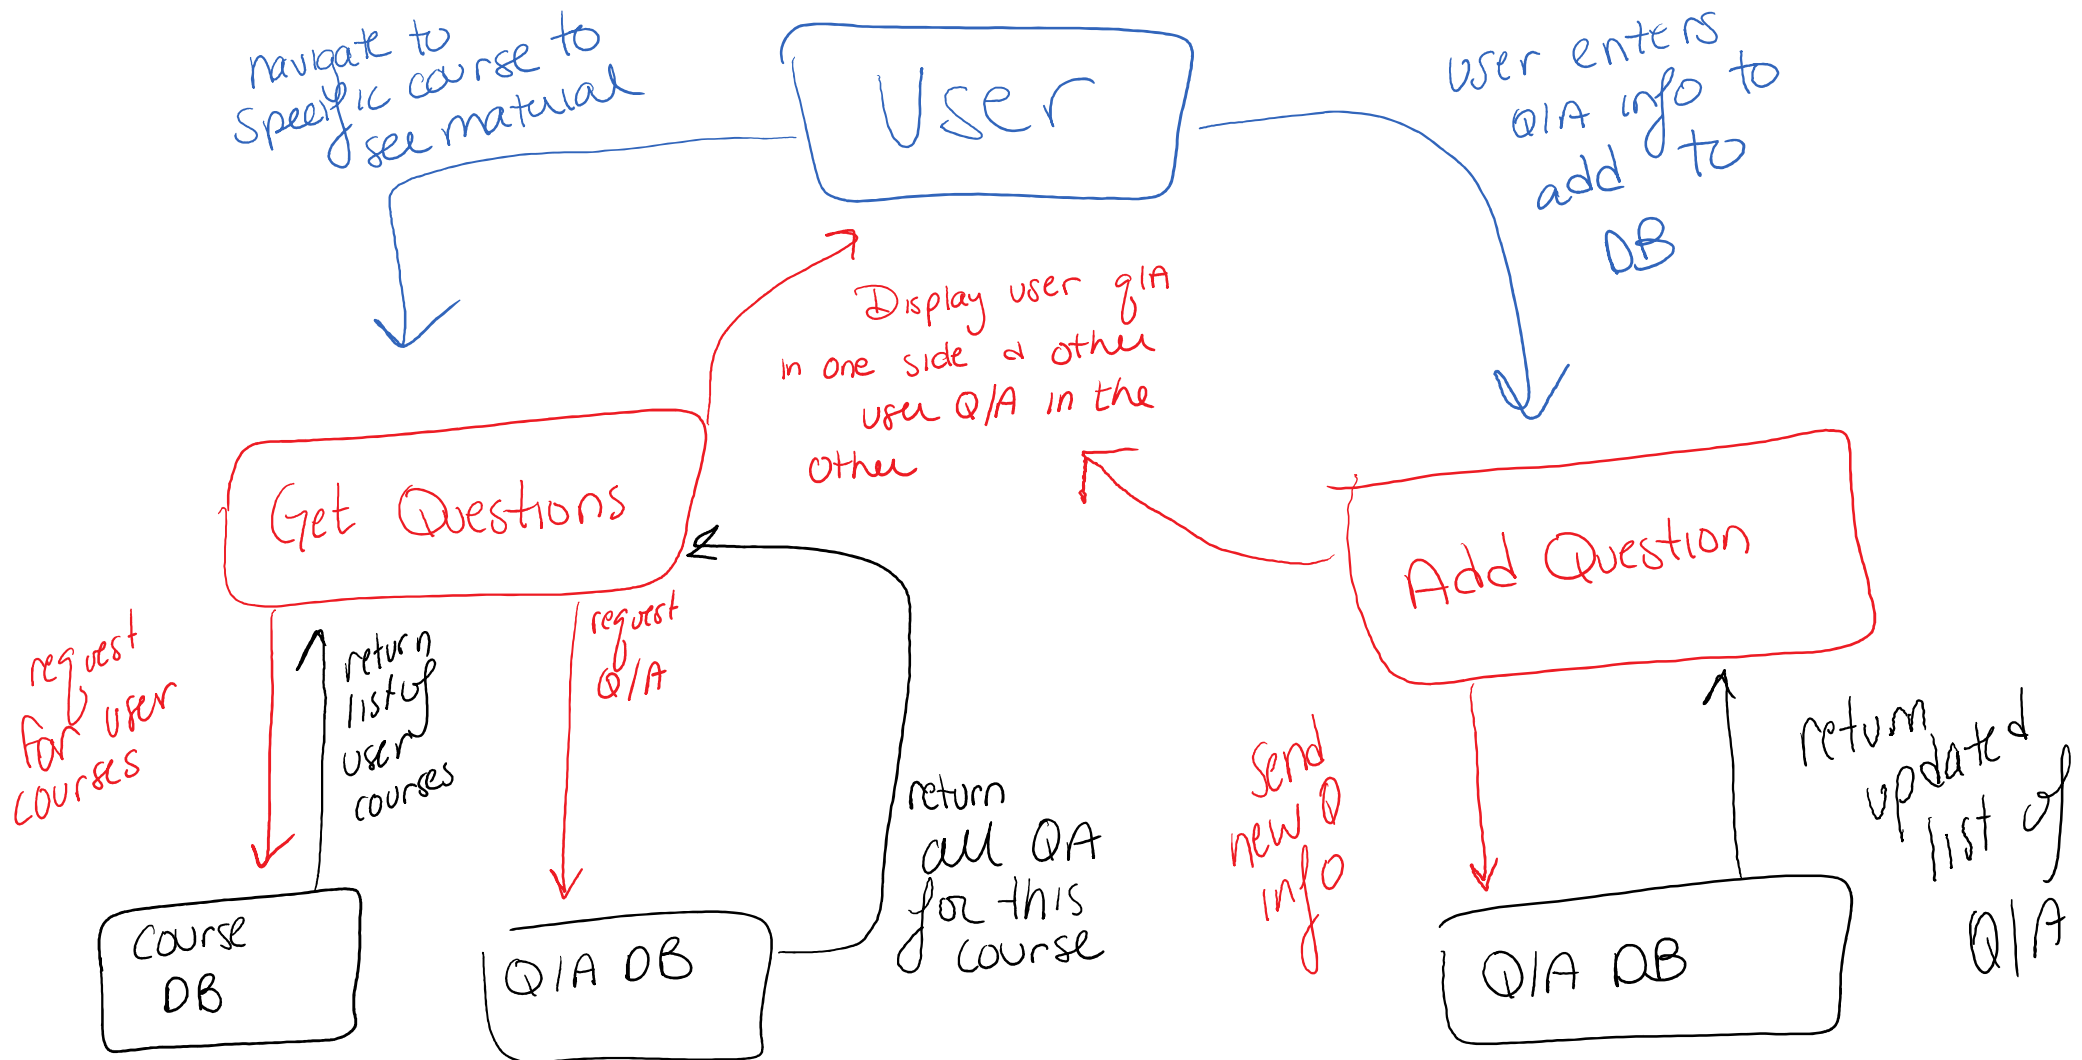 navigate to
specific course to
see material
User
user enters
Q/A info to
add to
DB
Display user q/A
in one side & other
user Q/A in the
other
Get Questions
Add Question
request
for user
courses
return
list of
user
courses
request
Q/A
return
all QA
for this
course
Send
new Q
info
return
updated
list of
Q/A
Course
DB
Q/A DB
Q/A DB